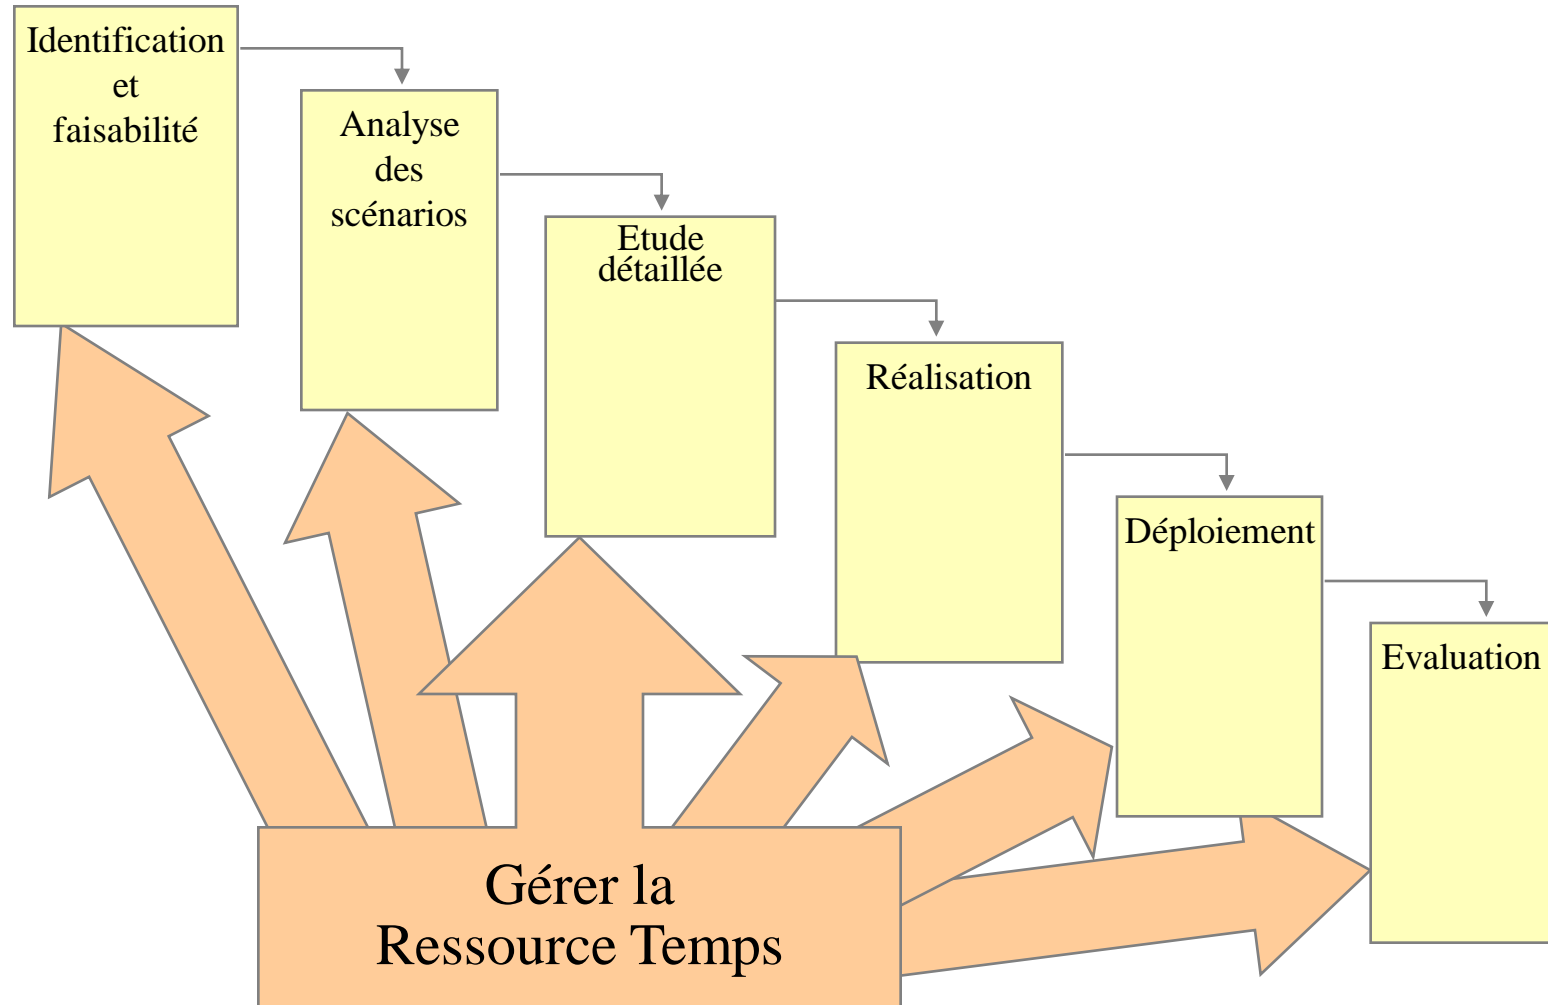 Identification
et
faisabilité
Analyse
des
scénarios
Etude
détaillée
Réalisation
Déploiement
Evaluation
Gérer la
Ressource Temps